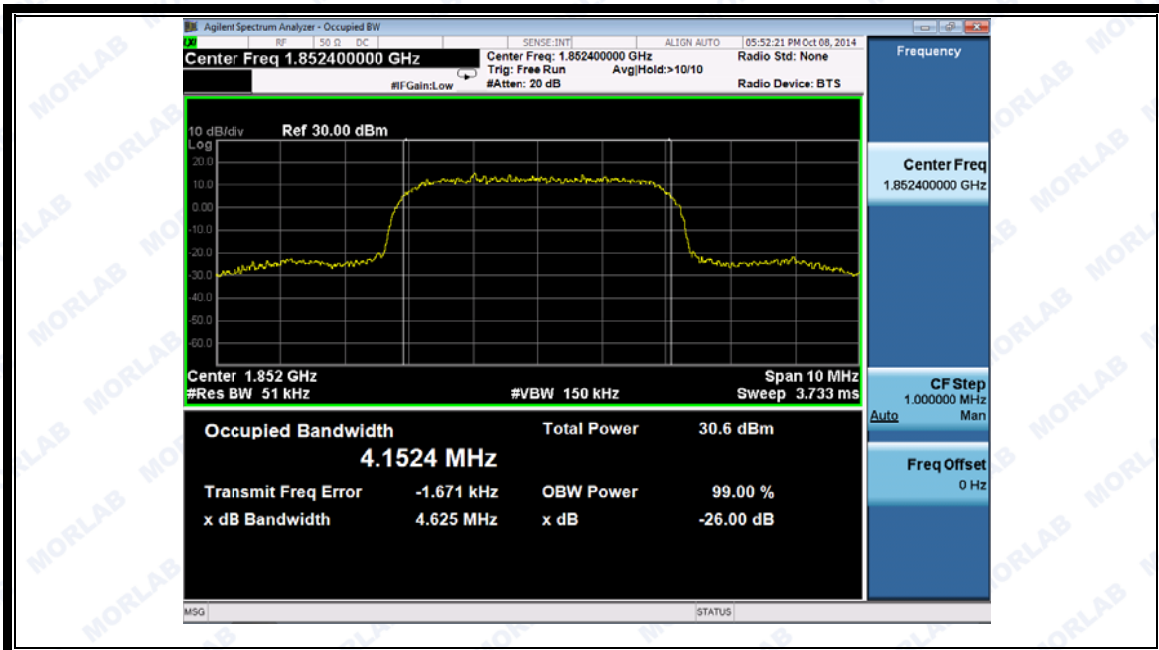 Agilent Spectrum Analyzer - Occupied BW
RF 50 Ω DC SENSE:INT ALIGN AUTO 05:52:21 PM Oct 08, 2014
Center Freq 1.852400000 GHz
Center Freq: 1.852400000 GHz Radio Std: None
Trig: Free Run Avg|Hold:>10/10
#IFGain:Low #Atten: 20 dB Radio Device: BTS
10 dB/div Ref 30.00 dBm
Log
20.0
10.0
0.00
-10.0
-20.0
-30.0
-40.0
-50.0
-60.0
Center 1.852 GHz Span 10 MHz
#Res BW 51 kHz #VBW 150 kHz Sweep 3.733 ms
Occupied Bandwidth Total Power 30.6 dBm
4.1524 MHz
Transmit Freq Error -1.671 kHz OBW Power 99.00 %
x dB Bandwidth 4.625 MHz x dB -26.00 dB
MSG STATUS
Frequency
Center Freq
1.852400000 GHz
CF Step
1.000000 MHz
Auto Man
Freq Offset
0 Hz
MORLAB